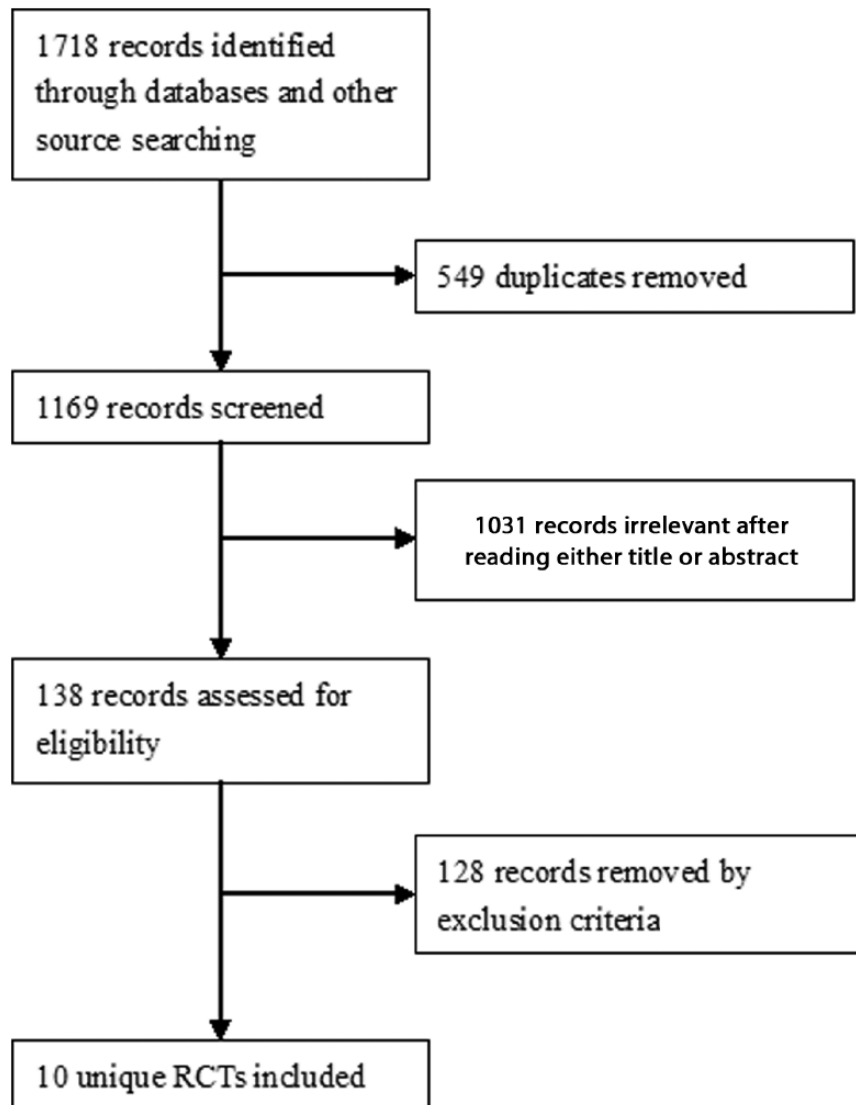 1718 records identified
through databases and other
source searching
549 duplicates removed
1169 records screened
1031 records irrelevant after
reading either title or abstract
138 records assessed for
eligibility
128 records removed by
exclusion criteria
10 unique RCTs included